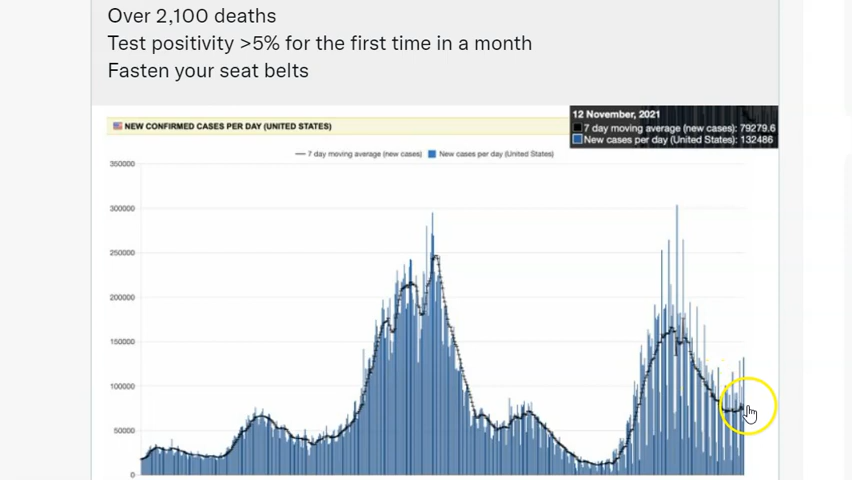 Over 2,100 deaths
Test positivity >5% for the first time in a month
Fasten your seat belts
12 November, 2021
7 day moving average (new cases): 79279.6
New cases per day (United States): 132486
NEW CONFIRMED CASES PER DAY (UNITED STATES)
7 day moving average (new cases) New cases per day (United States)
350000
300000
250000
200000
150000
100000
50000
0